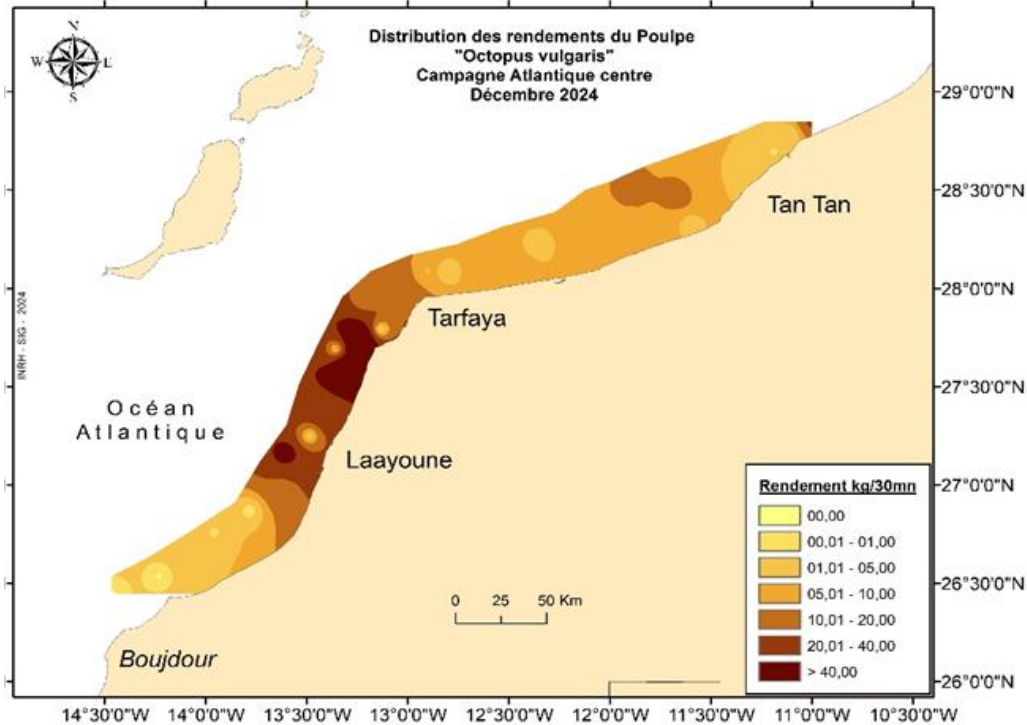 Distribution des rendements du Poulpe
"Octopus vulgaris"
Campagne Atlantique centre
Décembre 2024
N
W
E
S
29°0'0"N
28°30'0"N
28°0'0"N
27°30'0"N
27°0'0"N
26°30'0"N
26°0'0"N
Tan Tan
Tarfaya
INRH - SIG - 2024
Océan
Atlantique
Laayoune
Boujdour
0 25 50 Km
Rendement kg/30mn
00,00
00,01 - 01,00
01,01 - 05,00
05,01 - 10,00
10,01 - 20,00
20,01 - 40,00
> 40,00
14°30'0"W 14°0'0"W 13°30'0"W 13°0'0"W 12°30'0"W 12°0'0"W 11°30'0"W 11°0'0"W